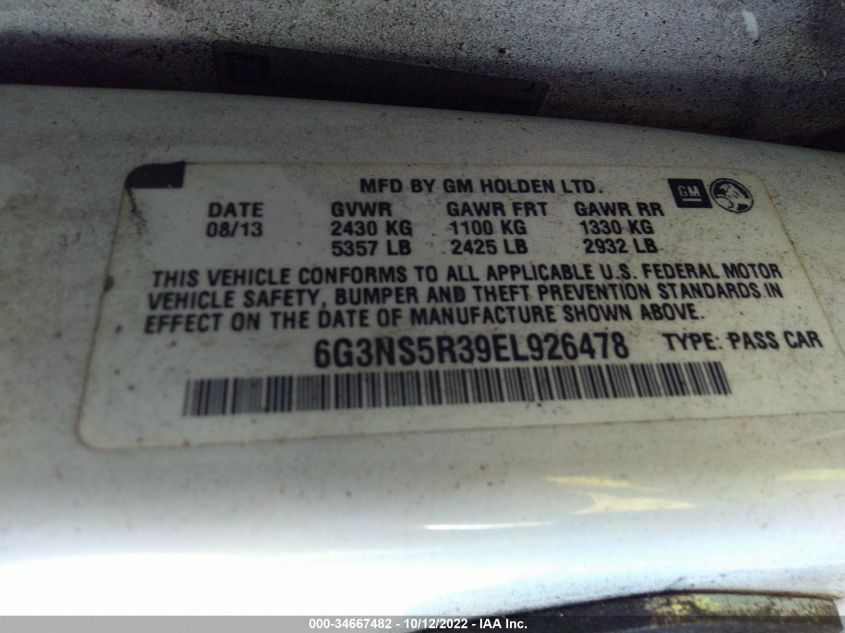 MFD BY GM HOLDEN LTD.
GM
DATE GVWR GAWR FRT GAWR RR
08/13 2430 KG 1100 KG 1330 KG
5357 LB 2425 LB 2932 LB
THIS VEHICLE CONFORMS TO ALL APPLICABLE U.S. FEDERAL MOTOR
VEHICLE SAFETY, BUMPER AND THEFT PREVENTION STANDARDS IN
EFFECT ON THE DATE OF MANUFACTURE SHOWN ABOVE.
6G3NS5R39EL926478 TYPE: PASS CAR
000-34667482 - 10/12/2022 - IAA Inc.